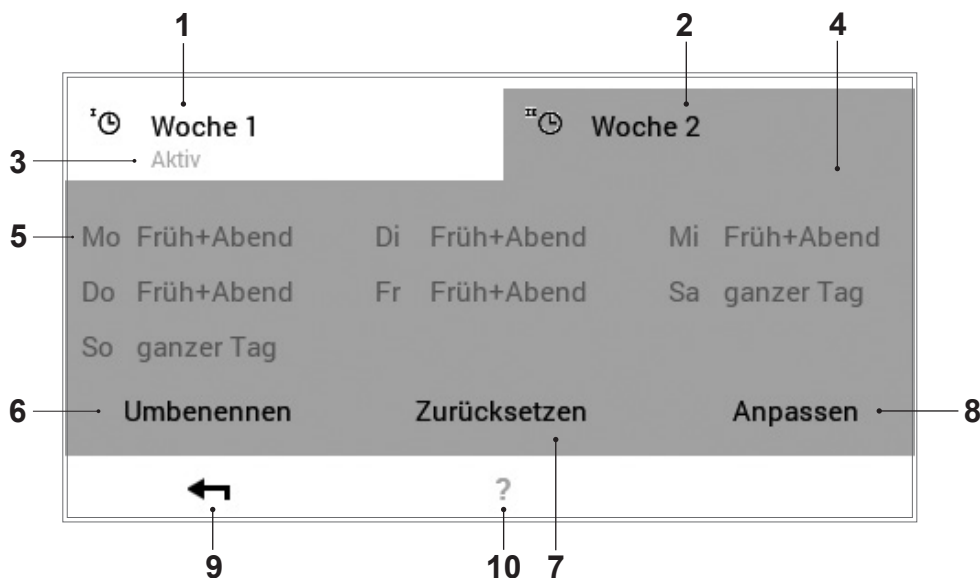 1 2 4
I Woche 1 II Woche 2
3 Aktiv
5 Mo Früh+Abend Di Früh+Abend Mi Früh+Abend
Do Früh+Abend Fr Früh+Abend Sa ganzer Tag
So ganzer Tag
6 Umbenennen Zurücksetzen Anpassen 8
?
9 10 7